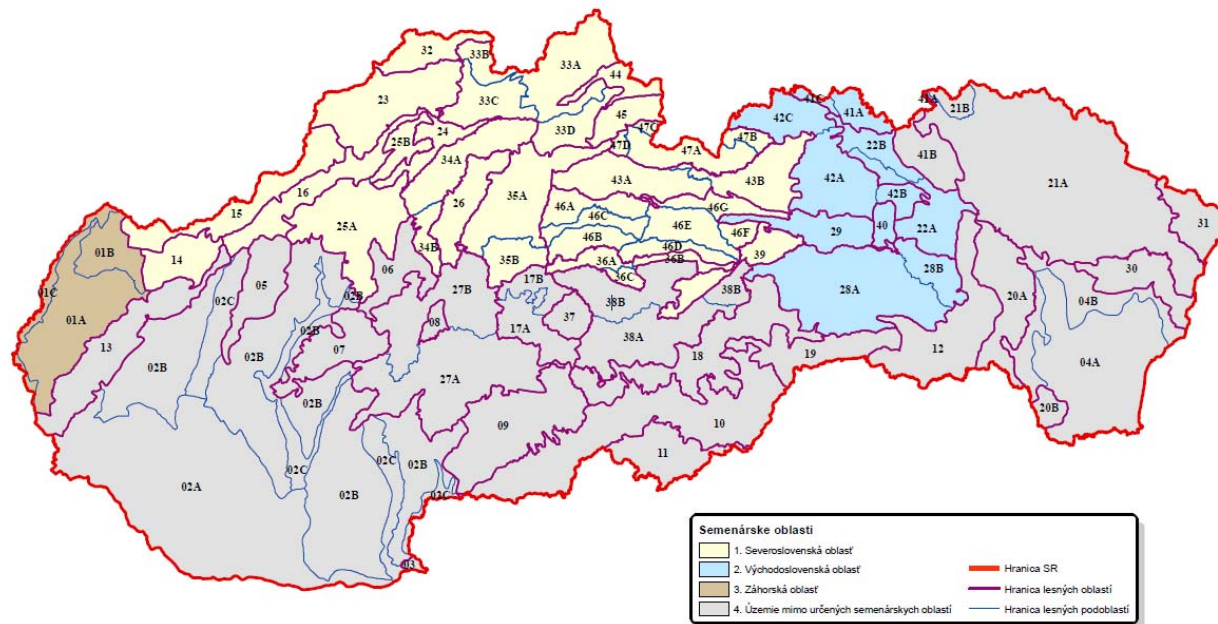 32
33B
33A
44
23
33C
45
41C
41A
41A
21B
42C
24
33D
47C
47B
22B
25B
47D
47A
41B
34A
43A
43B
42A
21A
16
26
35A
46A
46G
42B
15
46C
46E
25A
46B
46F
29
40
22A
31
01B
34B
46D
39
14
06
35B
36A
36B
28B
30
01C
02C
05
17B
36C
02B
27B
38B
38B
28A
20A
04B
01A
08
17A
37
02B
13
07
38A
18
19
12
04A
02B
02B
27A
02B
20B
09
10
11
02C
02B
02C
02A
02B
02C
03
Semenárske oblasti
1. Severoslovenská oblasť
2. Východoslovenská oblasť
3. Záhorská oblasť
4. Územie mimo určených semenárskych oblastí
Hranica SR
Hranica lesných oblastí
Hranica lesných podoblastí